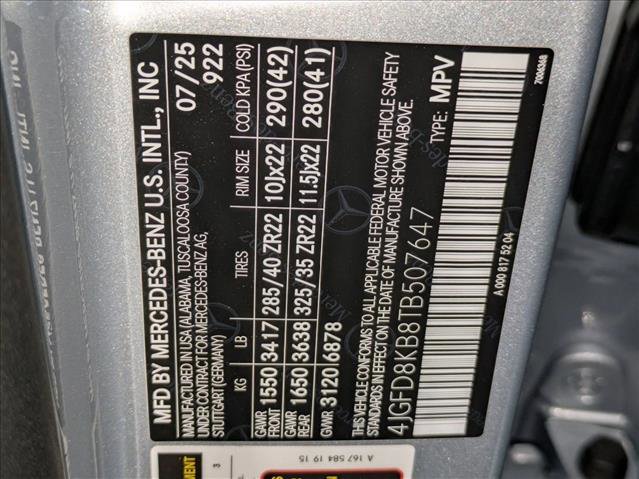 MFD BY MERCEDES-BENZ U.S. INTL., INC
MANUFACTURED IN USA (ALABAMA, TUSCALOOSA COUNTY)
UNDER CONTRACT FOR MERCEDES-BENZ AG,
STUTTGART (GERMANY)
07/25
922
KG LB TIRES RIM SIZE COLD KPA (PSI)
GAWR FRONT 1550 3417 285/40 ZR22 10Jx22 290(42)
GAWR REAR 1650 3638 325/35 ZR22 11.5Jx22 280(41)
GVWR 3120 6878
THIS VEHICLE CONFORMS TO ALL APPLICABLE FEDERAL MOTOR VEHICLE SAFETY
STANDARDS IN EFFECT ON THE DATE OF MANUFACTURE SHOWN ABOVE.
4JGFD8KB8TB507647 TYPE: MPV
A 000 817 52 04
7006368
A 167 584 19 15
3